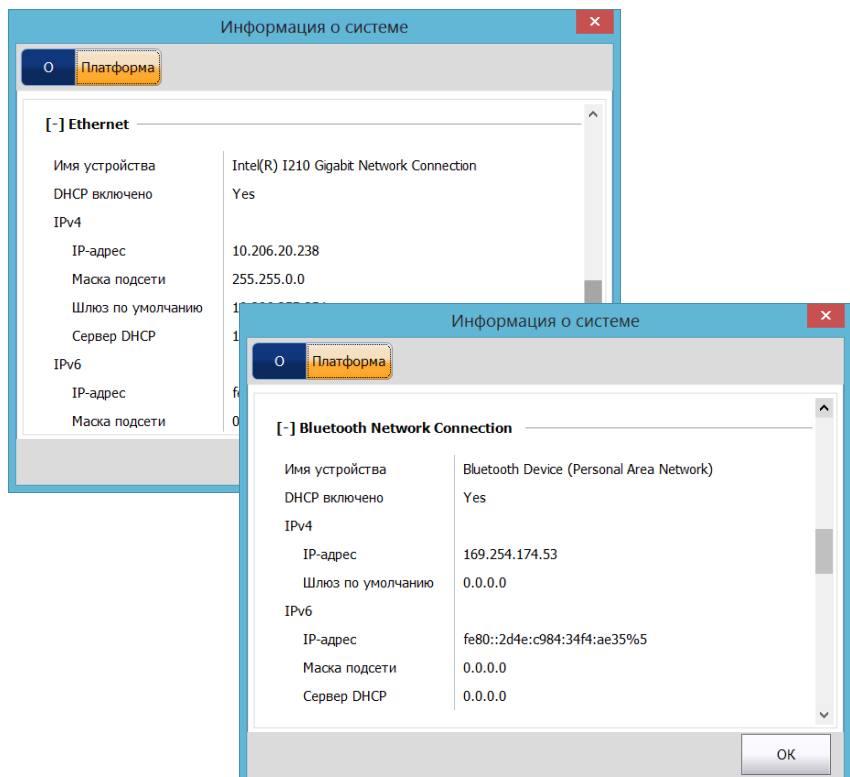 Информация о системе
О Платформа
[-] Ethernet
Имя устройства Intel(R) I210 Gigabit Network Connection
DHCP включено Yes
IPv4
IP-адрес 10.206.20.238
Маска подсети 255.255.0.0
Шлюз по умолчанию
Сервер DHCP
IPv6
IP-адрес
Маска подсети
Информация о системе
О Платформа
[-] Bluetooth Network Connection
Имя устройства Bluetooth Device (Personal Area Network)
DHCP включено Yes
IPv4
IP-адрес 169.254.174.53
Шлюз по умолчанию 0.0.0.0
IPv6
IP-адрес fe80::2d4e:c984:34f4:ae35%5
Маска подсети 0.0.0.0
Сервер DHCP 0.0.0.0
ОК